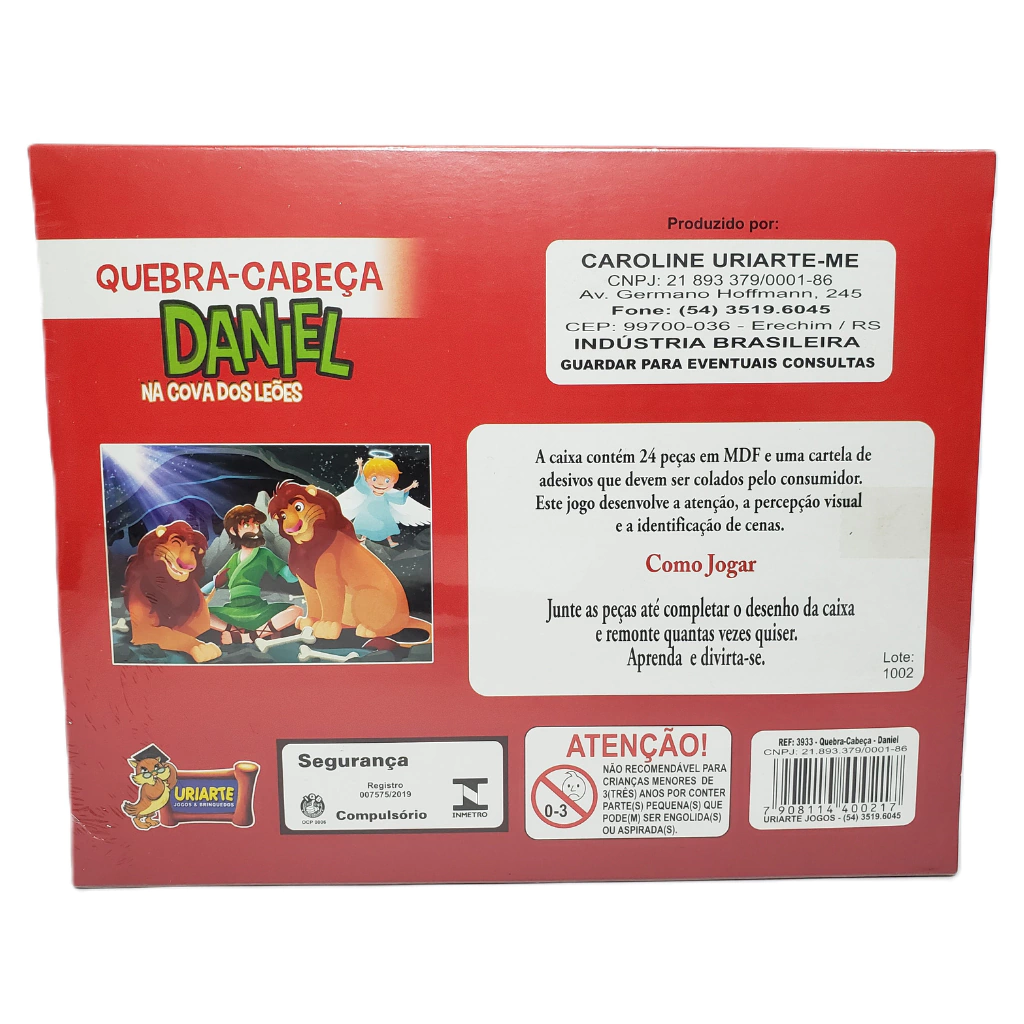 QUEBRA-CABEÇA
DANIEL
NA COVA DOS LEÕES
Produzido por:
CAROLINE URIARTE-ME
CNPJ: 21 893 379/0001-86
Av. Germano Hoffmann, 245
Fone: (54) 3519.6045
CEP: 99700-036 - Erechim / RS
INDÚSTRIA BRASILEIRA
GUARDAR PARA EVENTUAIS CONSULTAS
A caixa contém 24 peças em MDF e uma cartela de
adesivos que devem ser colados pelo consumidor.
Este jogo desenvolve a atenção, a percepção visual
e a identificação de cenas.
Como Jogar
Junte as peças até completar o desenho da caixa
e remonte quantas vezes quiser.
Aprenda e divirta-se.
Lote:
1002
URIARTE
JOGOS & BRINQUEDOS
Segurança
Registro
007575/2019
Compulsório
OCP 0006
INMETRO
ATENÇÃO!
0-3
NÃO RECOMENDÁVEL PARA
CRIANÇAS MENORES DE
3(TRÊS) ANOS POR CONTER
PARTE(S) PEQUENA(S) QUE
PODE(M) SER ENGOLIDA(S)
OU ASPIRADA(S).
REF: 3933 - Quebra-Cabeça - Daniel
CNPJ: 21.893.379/0001-86
7 908114 400217
URIARTE JOGOS - (54) 3519.6045